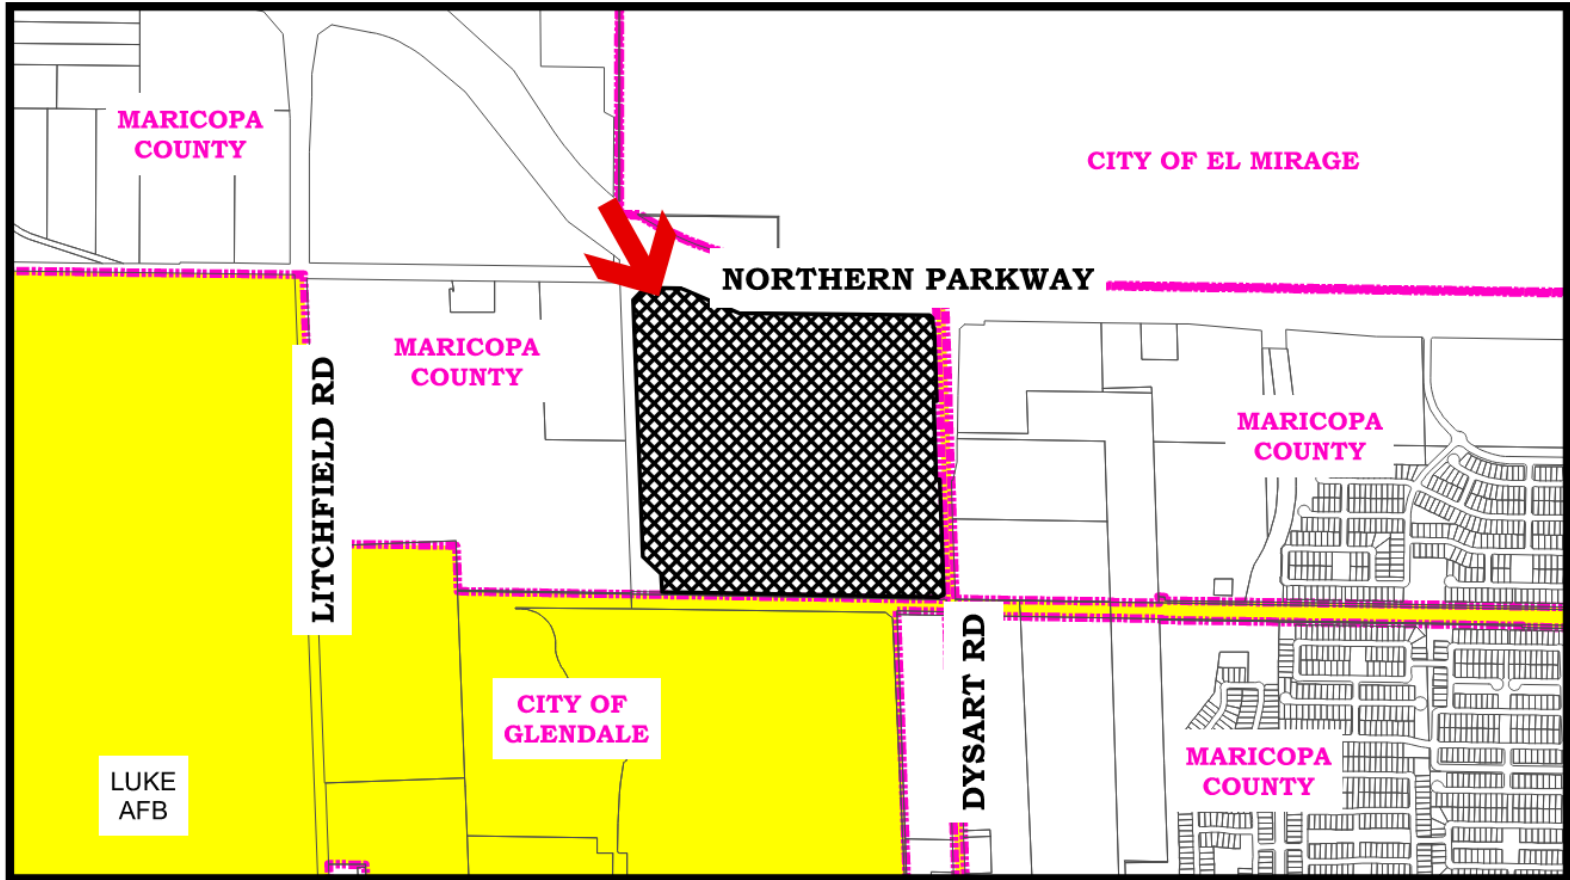 MARICOPA
COUNTY
CITY OF EL MIRAGE
NORTHERN PARKWAY
MARICOPA
COUNTY
LITCHFIELD RD
MARICOPA
COUNTY
CITY OF
GLENDALE
DYSART RD
MARICOPA
COUNTY
LUKE
AFB